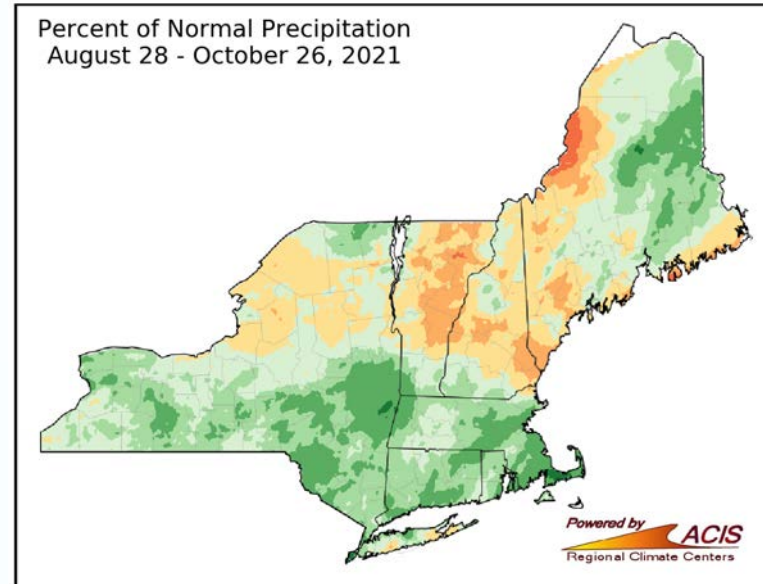 Percent of Normal Precipitation
August 28 - October 26, 2021
Powered by
ACIS
Regional Climate Centers